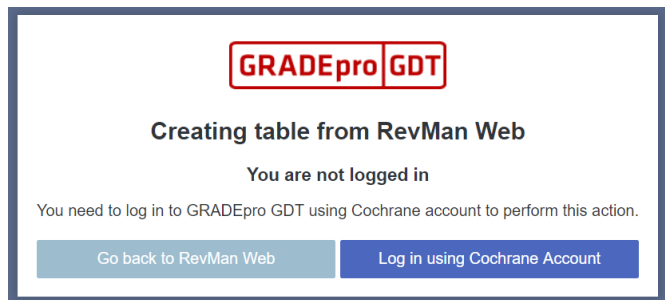 GRADEpro GDT
Creating table from RevMan Web
You are not logged in
You need to log in to GRADEpro GDT using Cochrane account to perform this action.
Go back to RevMan Web Log in using Cochrane Account